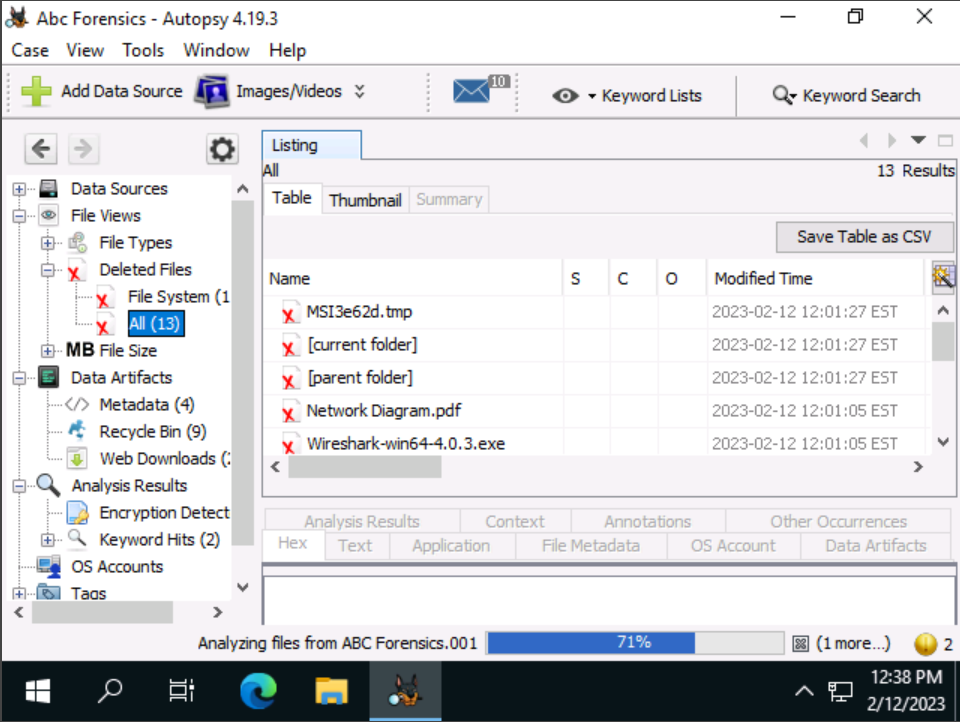 Abc Forensics - Autopsy 4.19.3
Case View Tools Window Help
Add Data Source Images/Videos 10 Keyword Lists Keyword Search
Listing
All 13 Results
Table Thumbnail Summary
Save Table as CSV
Name S C O Modified Time
MSI3e62d.tmp 2023-02-12 12:01:27 EST
[current folder] 2023-02-12 12:01:27 EST
[parent folder] 2023-02-12 12:01:27 EST
Network Diagram.pdf 2023-02-12 12:01:05 EST
Wireshark-win64-4.0.3.exe 2023-02-12 12:01:05 EST
Data Sources
File Views
File Types
Deleted Files
File System (1
All (13)
MB File Size
Data Artifacts
Metadata (4)
Recycle Bin (9)
Web Downloads (
Analysis Results
Encryption Detect
Keyword Hits (2)
OS Accounts
Tags
Analysis Results Context Annotations Other Occurrences
Hex Text Application File Metadata OS Account Data Artifacts
Analyzing files from ABC Forensics.001 71% (1 more...) 2
12:38 PM
2/12/2023